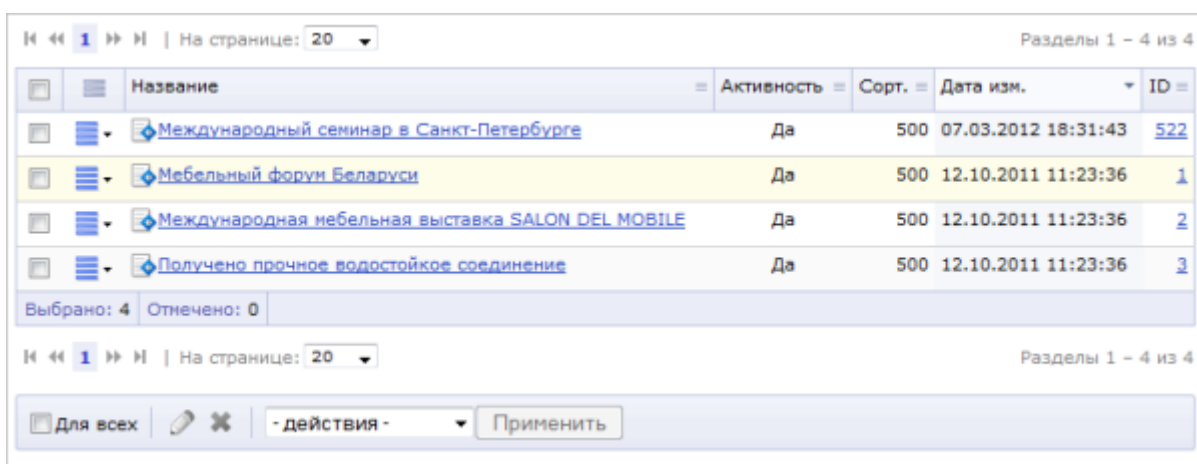 1 | На странице: 20 Разделы 1 – 4 из 4
Название Активность Сорт. Дата изм. ID
Международный семинар в Санкт-Петербурге Да 500 07.03.2012 18:31:43 522
Мебельный форум Беларуси Да 500 12.10.2011 11:23:36 1
Международная мебельная выставка SALON DEL MOBILE Да 500 12.10.2011 11:23:36 2
Получено прочное водостойкое соединение Да 500 12.10.2011 11:23:36 3
Выбрано: 4 Отмечено: 0
1 | На странице: 20 Разделы 1 – 4 из 4
Для всех - действия - Применить